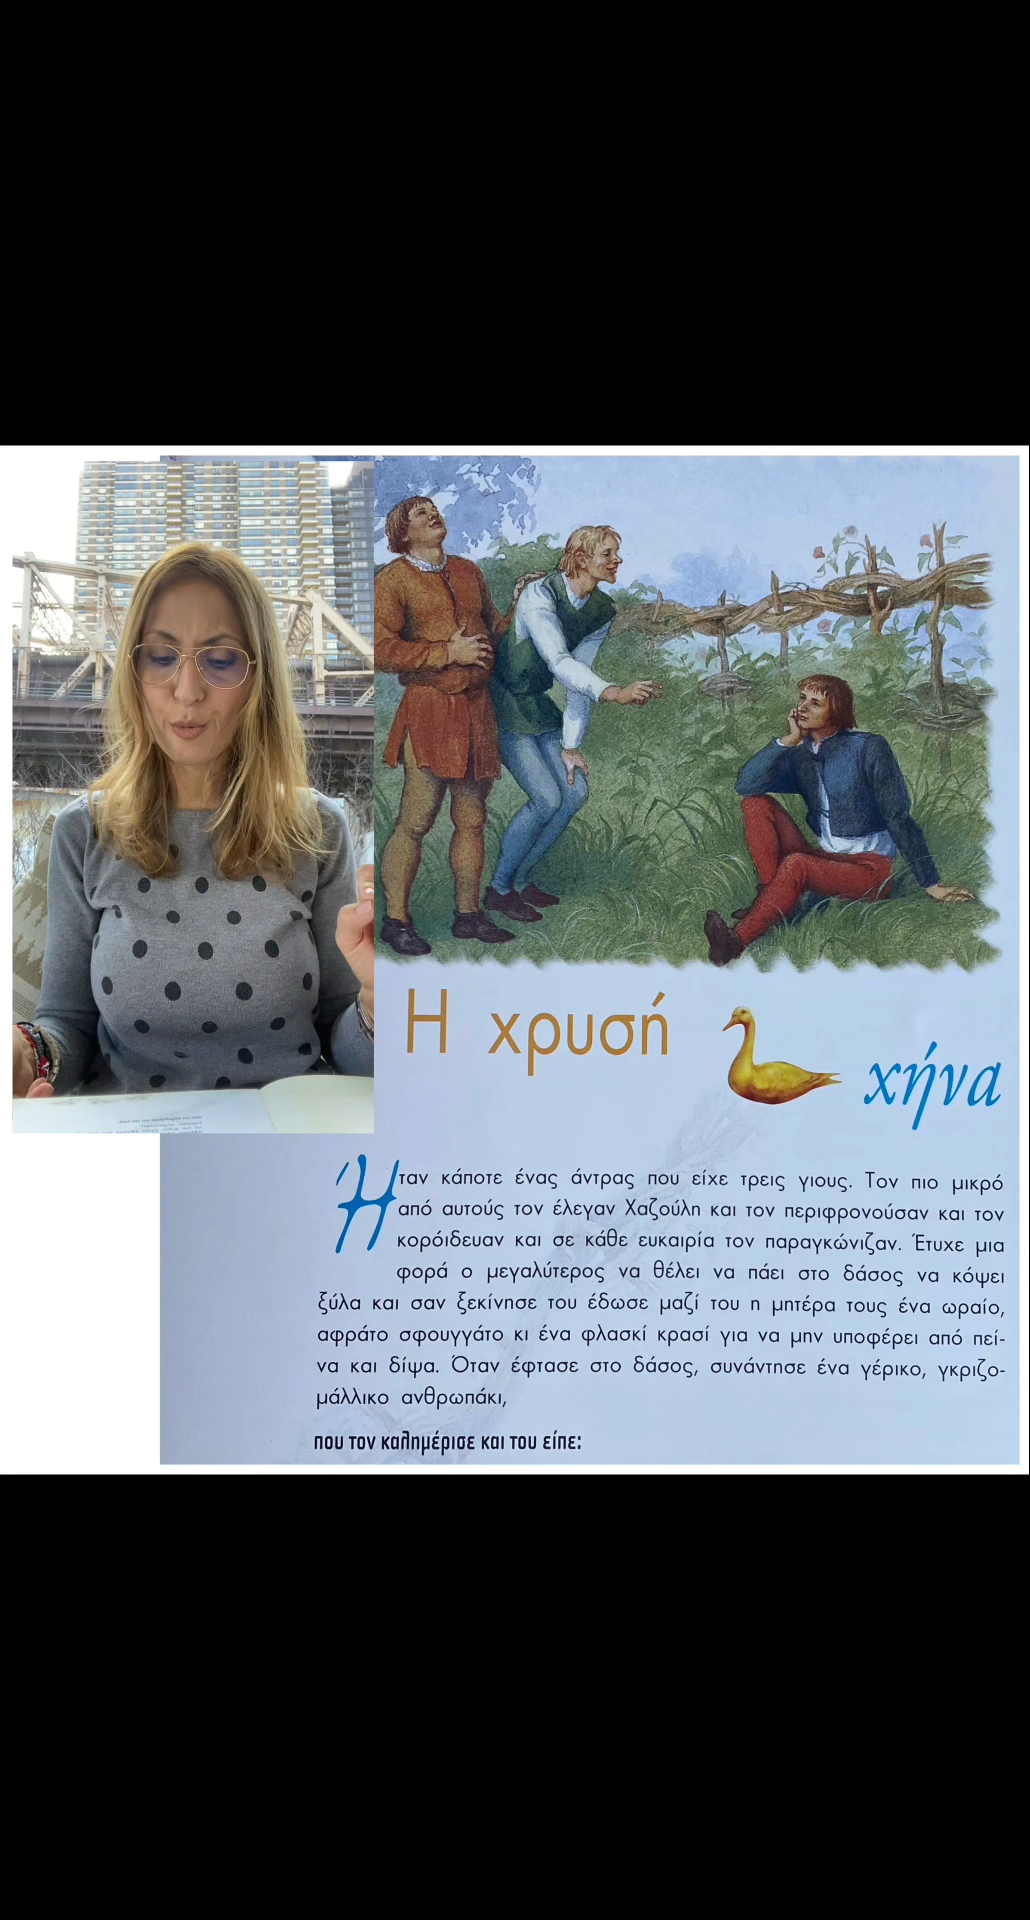 Η χρυσή χήνα
Ήταν κάποτε ένας άντρας που είχε τρεις γιους. Τον πιο μικρό
από αυτούς τον έλεγαν Χαζούλη και τον περιφρονούσαν και τον
κορόιδευαν και σε κάθε ευκαιρία τον παραγκώνιζαν. Έτυχε μια
φορά ο μεγαλύτερος να θέλει να πάει στο δάσος να κόψει
ξύλα και σαν ξεκίνησε του έδωσε μαζί του η μητέρα τους ένα ωραίο,
αφράτο σφουγγάτο κι ένα φλασκί κρασί για να μην υποφέρει από πεί-
να και δίψα. Όταν έφτασε στο δάσος, συνάντησε ένα γέρικο, γκριζο-
μάλλικο ανθρωπάκι,
που τον καλημέρισε και του είπε: